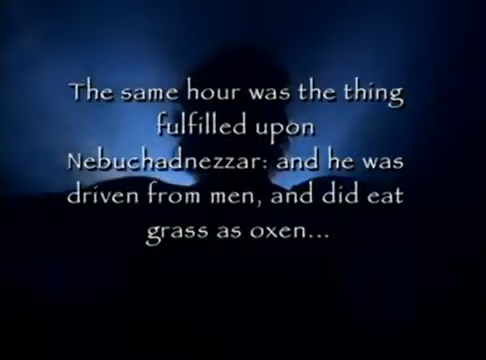 The same hour was the thing
fulfilled upon
Nebuchadnezzar: and he was
driven from men, and did eat
grass as oxen...